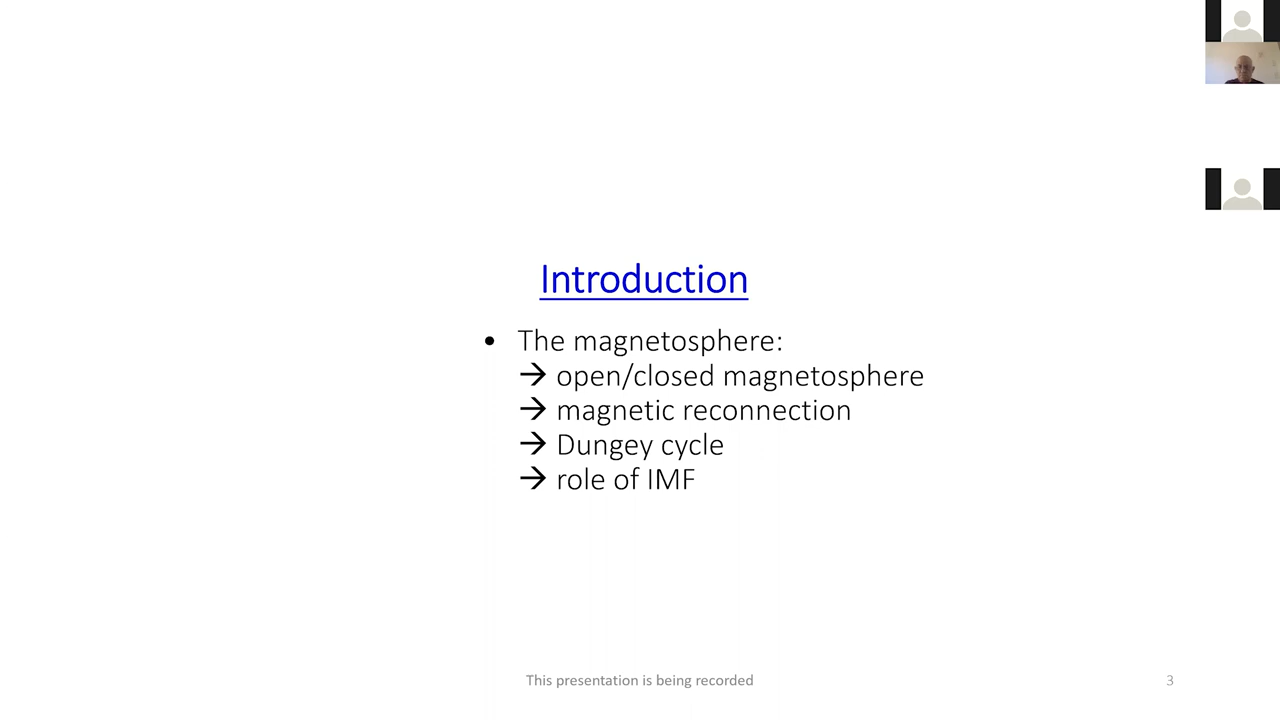 Introduction
• The magnetosphere:
→ open/closed magnetosphere
→ magnetic reconnection
→ Dungey cycle
→ role of IMF
This presentation is being recorded
3